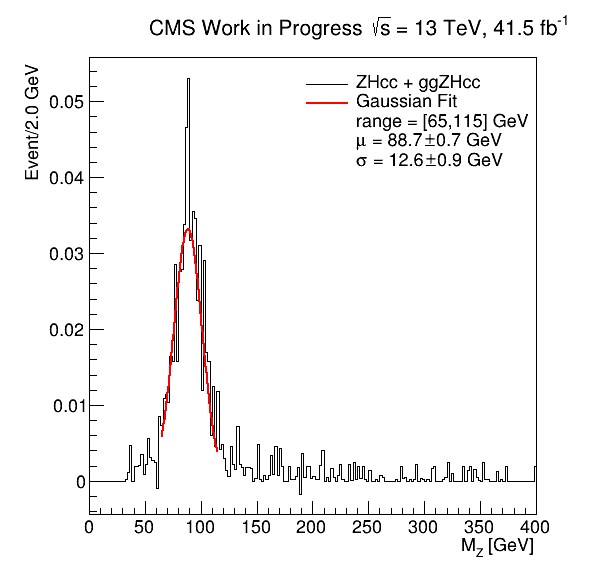 CMS Work in Progress √s = 13 TeV, 41.5 fb⁻¹
Event/2.0 GeV
ZHcc + ggZHcc
Gaussian Fit
range = [65,115] GeV
μ = 88.7±0.7 GeV
σ = 12.6±0.9 GeV
0.05
0.04
0.03
0.02
0.01
0
0 50 100 150 200 250 300 350 400
M_Z [GeV]